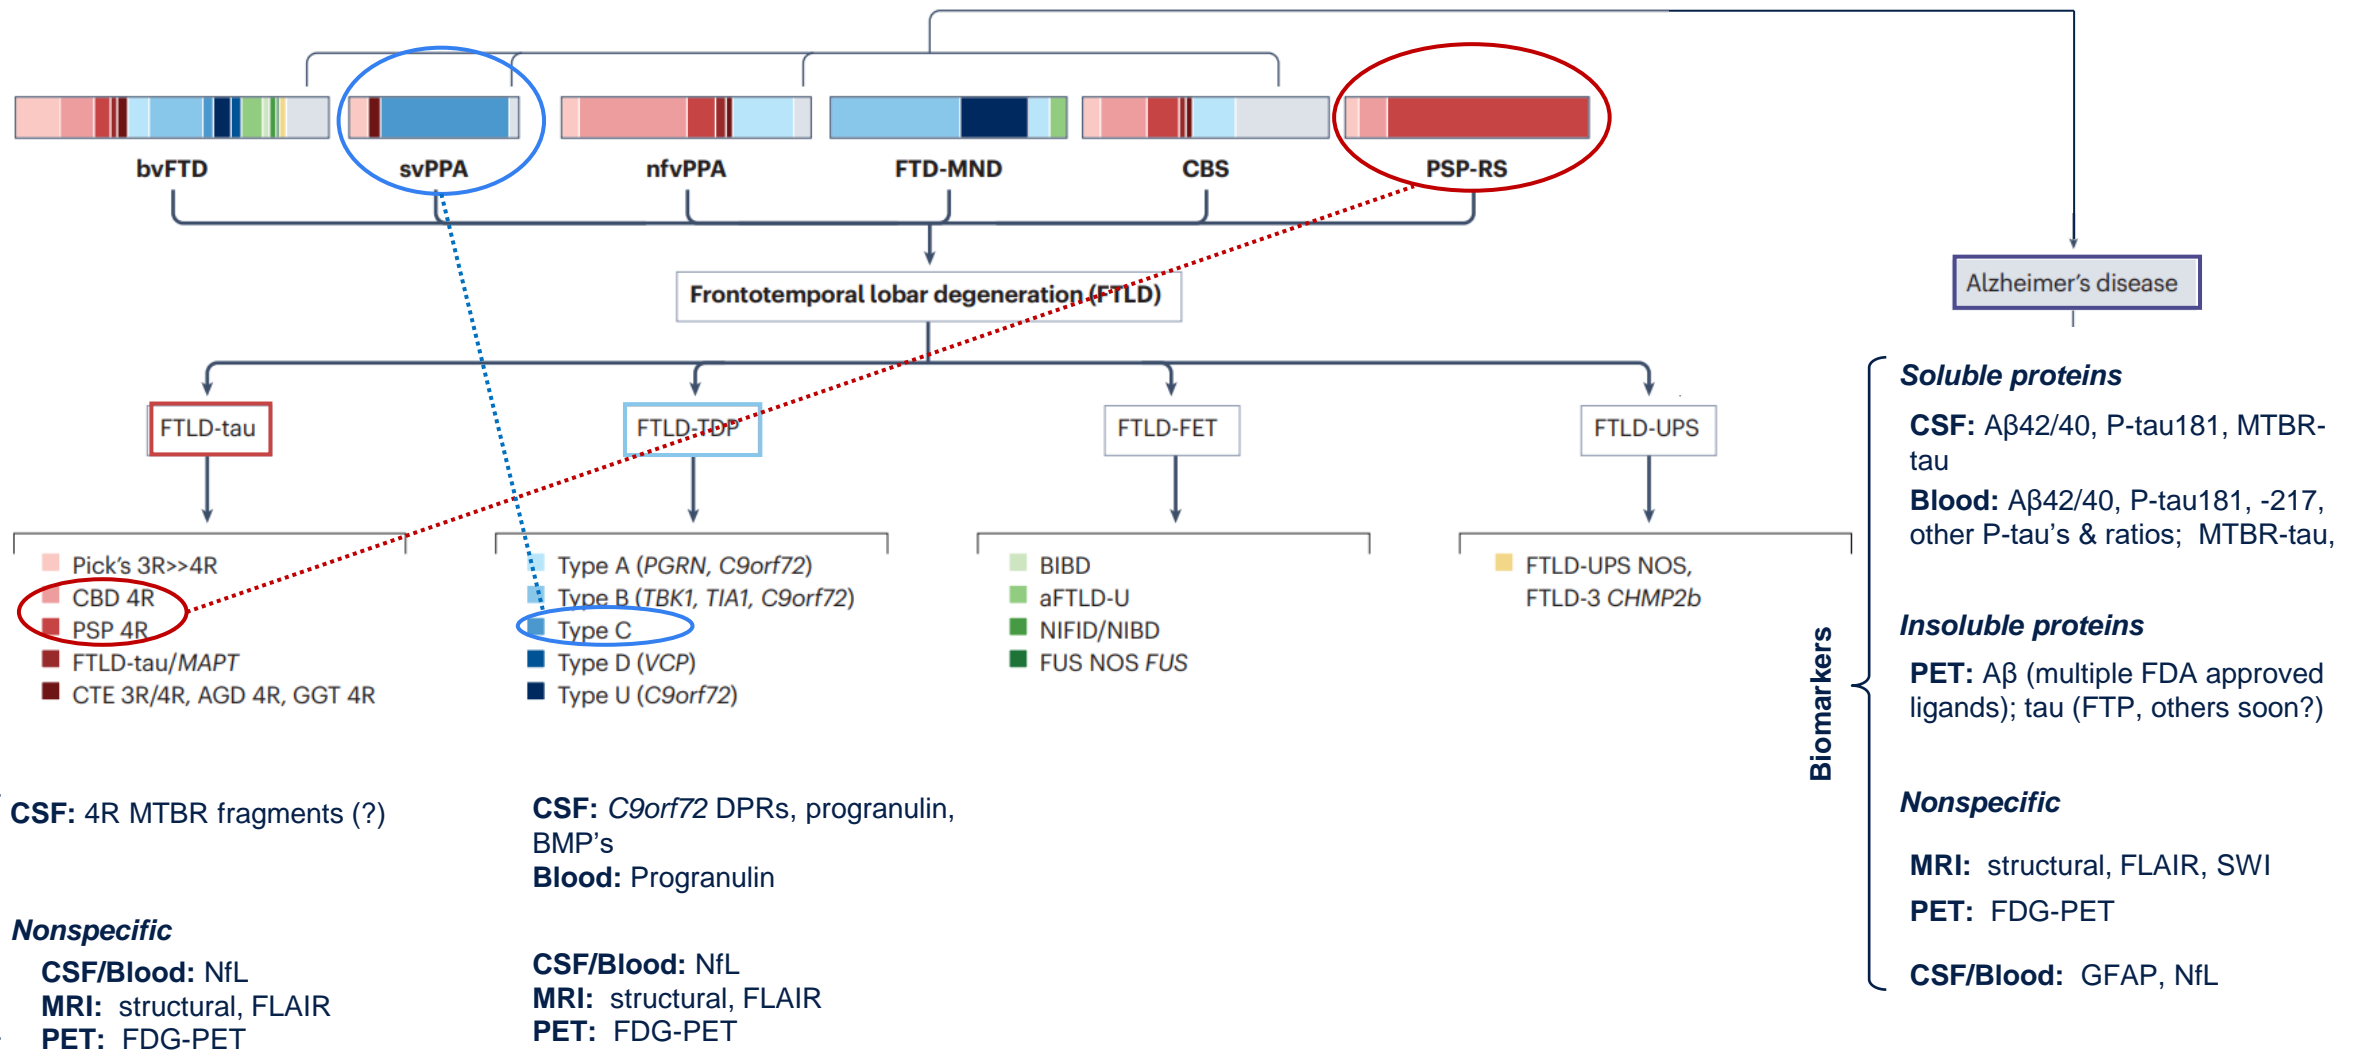 bvFTD
svPPA
nfvPPA
FTD-MND
CBS
PSP-RS
Frontotemporal lobar degeneration (FTLD)
Alzheimer's disease
FTLD-tau
FTLD-TDP
FTLD-FET
FTLD-UPS
Pick's 3R>>4R
CBD 4R
PSP 4R
FTLD-tau/MAPT
CTE 3R/4R, AGD 4R, GGT 4R
Type A (PGRN, C9orf72)
Type B (TBK1, TIA1, C9orf72)
Type C
Type D (VCP)
Type U (C9orf72)
BIBD
aFTLD-U
NIFID/NIBD
FUS NOS FUS
FTLD-UPS NOS,
FTLD-3 CHMP2b
CSF: 4R MTBR fragments (?)
Nonspecific
CSF/Blood: NfL
MRI: structural, FLAIR
PET: FDG-PET
CSF: C9orf72 DPRs, progranulin,
BMP's
Blood: Progranulin
CSF/Blood: NfL
MRI: structural, FLAIR
PET: FDG-PET
Biomarkers
Soluble proteins
CSF: Aβ42/40, P-tau181, MTBR-
tau
Blood: Aβ42/40, P-tau181, -217,
other P-tau's & ratios; MTBR-tau,
Insoluble proteins
PET: Aβ (multiple FDA approved
ligands); tau (FTP, others soon?)
Nonspecific
MRI: structural, FLAIR, SWI
PET: FDG-PET
CSF/Blood: GFAP, NfL